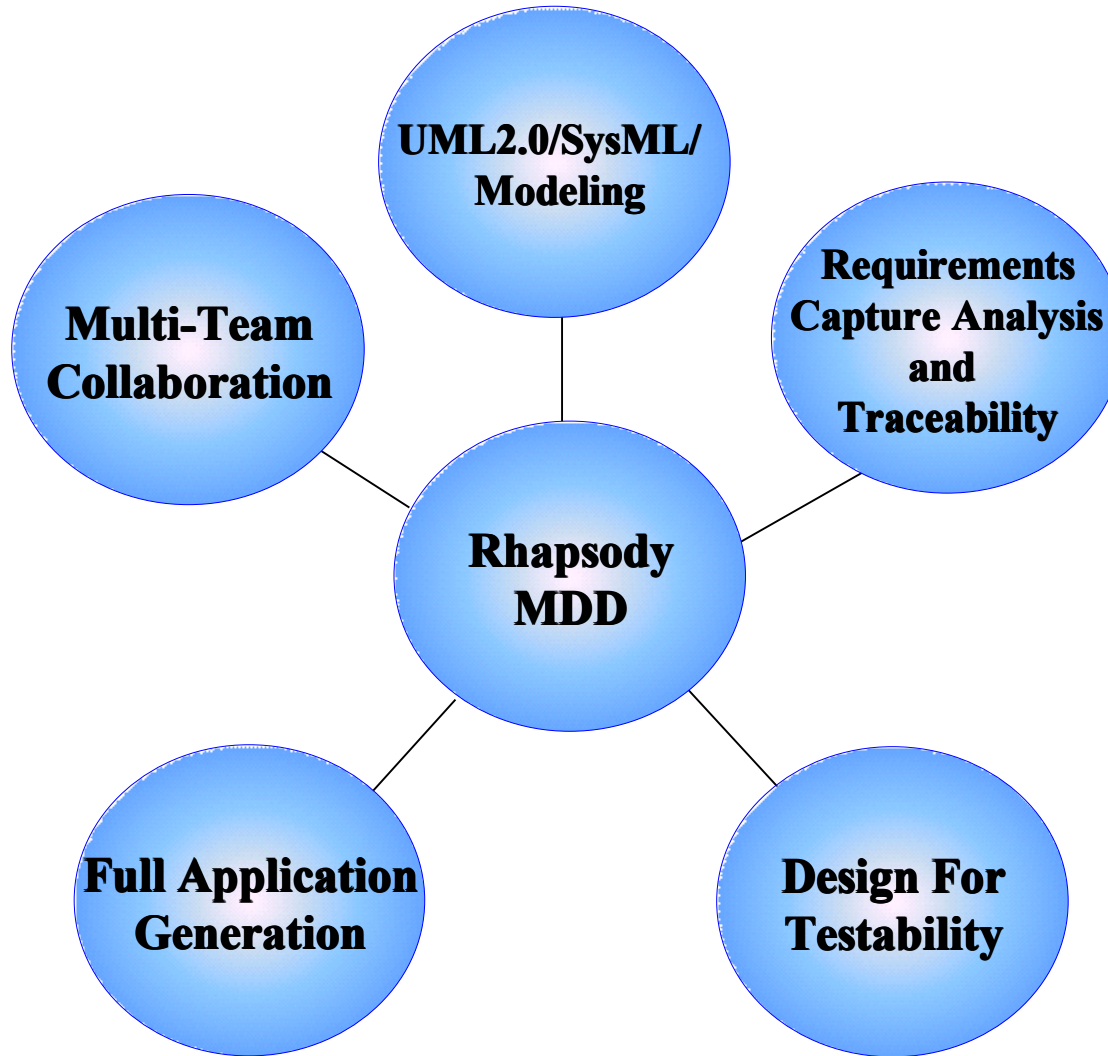 UML2.0/SysML/
Modeling
Multi-Team
Collaboration
Requirements
Capture Analysis
and
Traceability
Rhapsody
MDD
Full Application
Generation
Design For
Testability